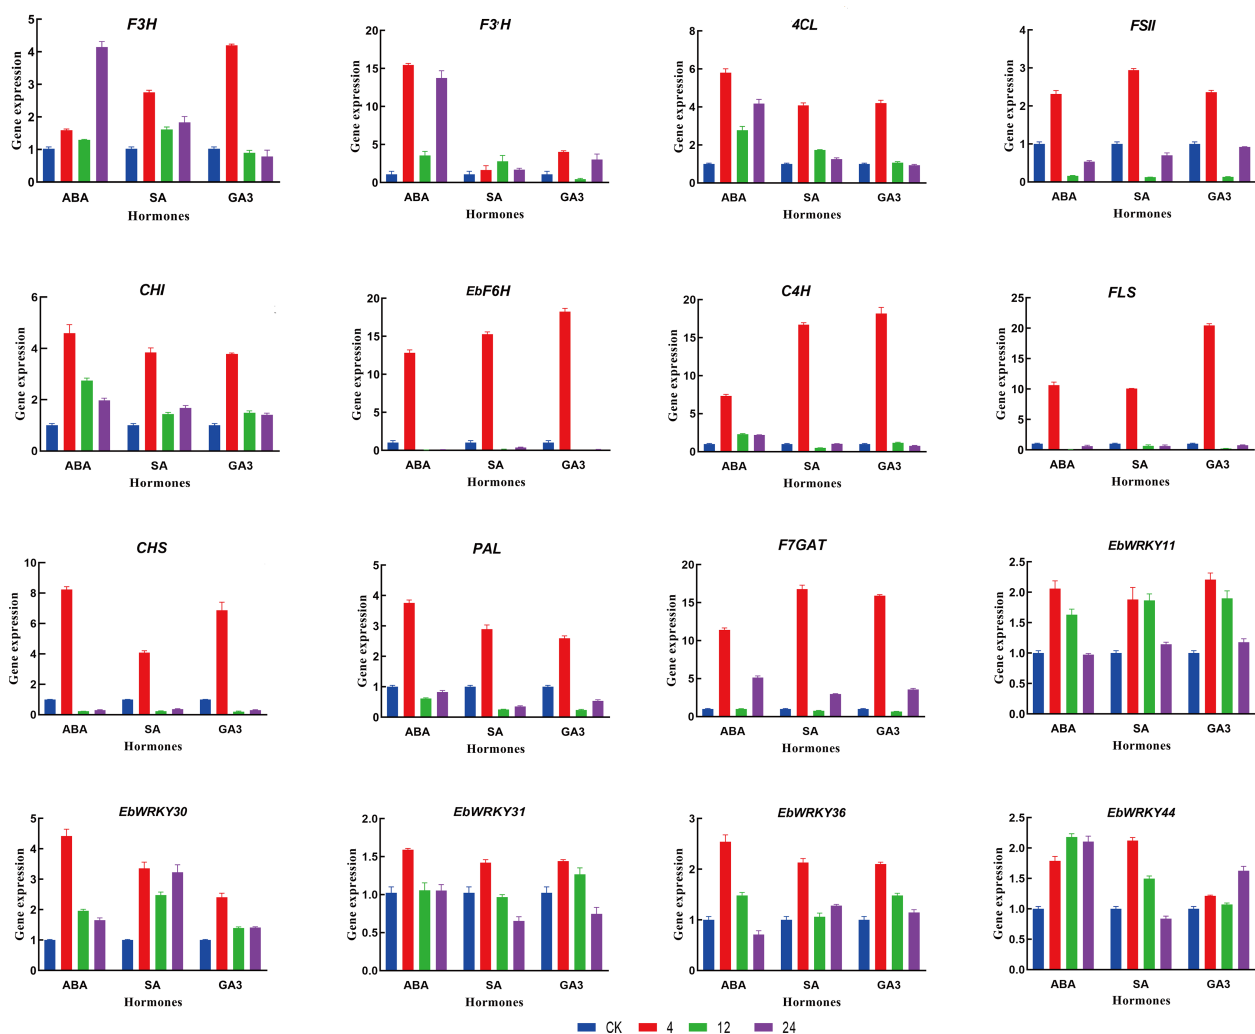 F3H
Gene expression
5
4
3
2
1
0
ABA SA GA3
Hormones
F3'H
Gene expression
20
15
10
5
0
ABA SA GA3
Hormones
4CL
Gene expression
8
6
4
2
0
ABA SA GA3
Hormones
FSII
Gene expression
4
3
2
1
0
ABA SA GA3
Hormones
CHI
Gene expression
6
4
2
0
ABA SA GA3
Hormones
EbF6H
Gene expression
20
15
10
5
0
ABA SA GA3
Hormones
C4H
Gene expression
20
15
10
5
0
ABA SA GA3
Hormones
FLS
Gene expression
25
20
15
10
5
0
ABA SA GA3
Hormones
CHS
Gene expression
10
8
6
4
2
0
ABA SA GA3
Hormones
PAL
Gene expression
5
4
3
2
1
0
ABA SA GA3
Hormones
F7GAT
Gene expression
20
15
10
5
0
ABA SA GA3
Hormones
EbWRKY11
Gene expression
2.5
2.0
1.5
1.0
0.5
0.0
ABA SA GA3
Hormones
EbWRKY30
Gene expression
5
4
3
2
1
0
ABA SA GA3
Hormones
EbWRKY31
Gene expression
2.0
1.5
1.0
0.5
0.0
ABA SA GA3
Hormones
EbWRKY36
Gene expression
3
2
1
0
ABA SA GA3
Hormones
EbWRKY44
Gene expression
2.5
2.0
1.5
1.0
0.5
0.0
ABA SA GA3
Hormones
CK 4 12 24